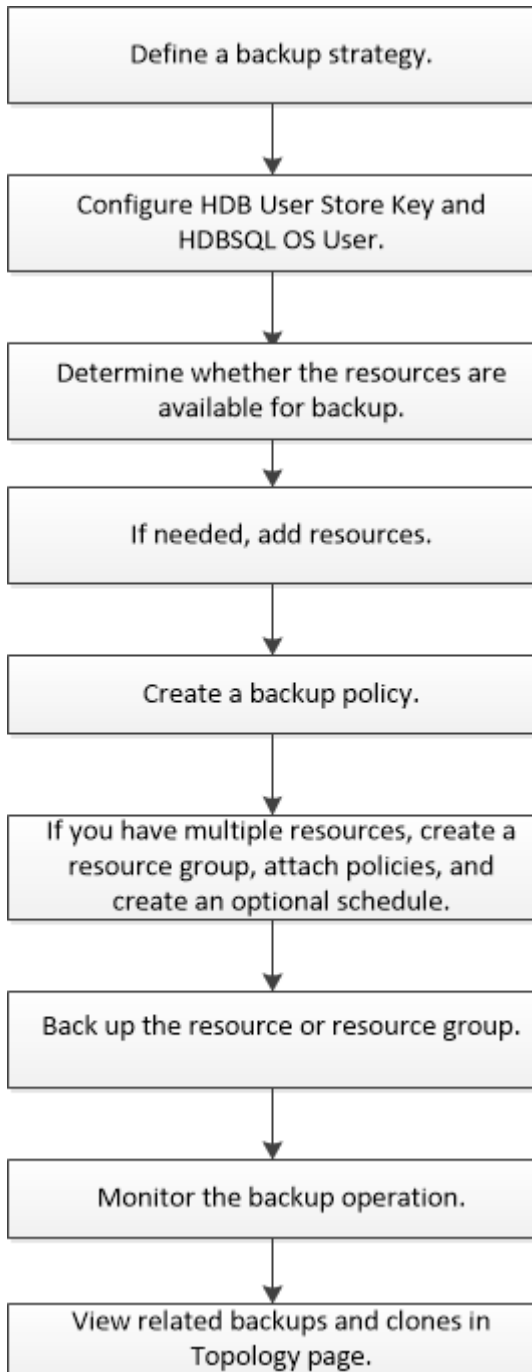 Define a backup strategy.
Configure HDB User Store Key and
HDBSQL OS User.
Determine whether the resources are
available for backup.
If needed, add resources.
Create a backup policy.
If you have multiple resources, create a
resource group, attach policies, and
create an optional schedule.
Back up the resource or resource group.
Monitor the backup operation.
View related backups and clones in
Topology page.